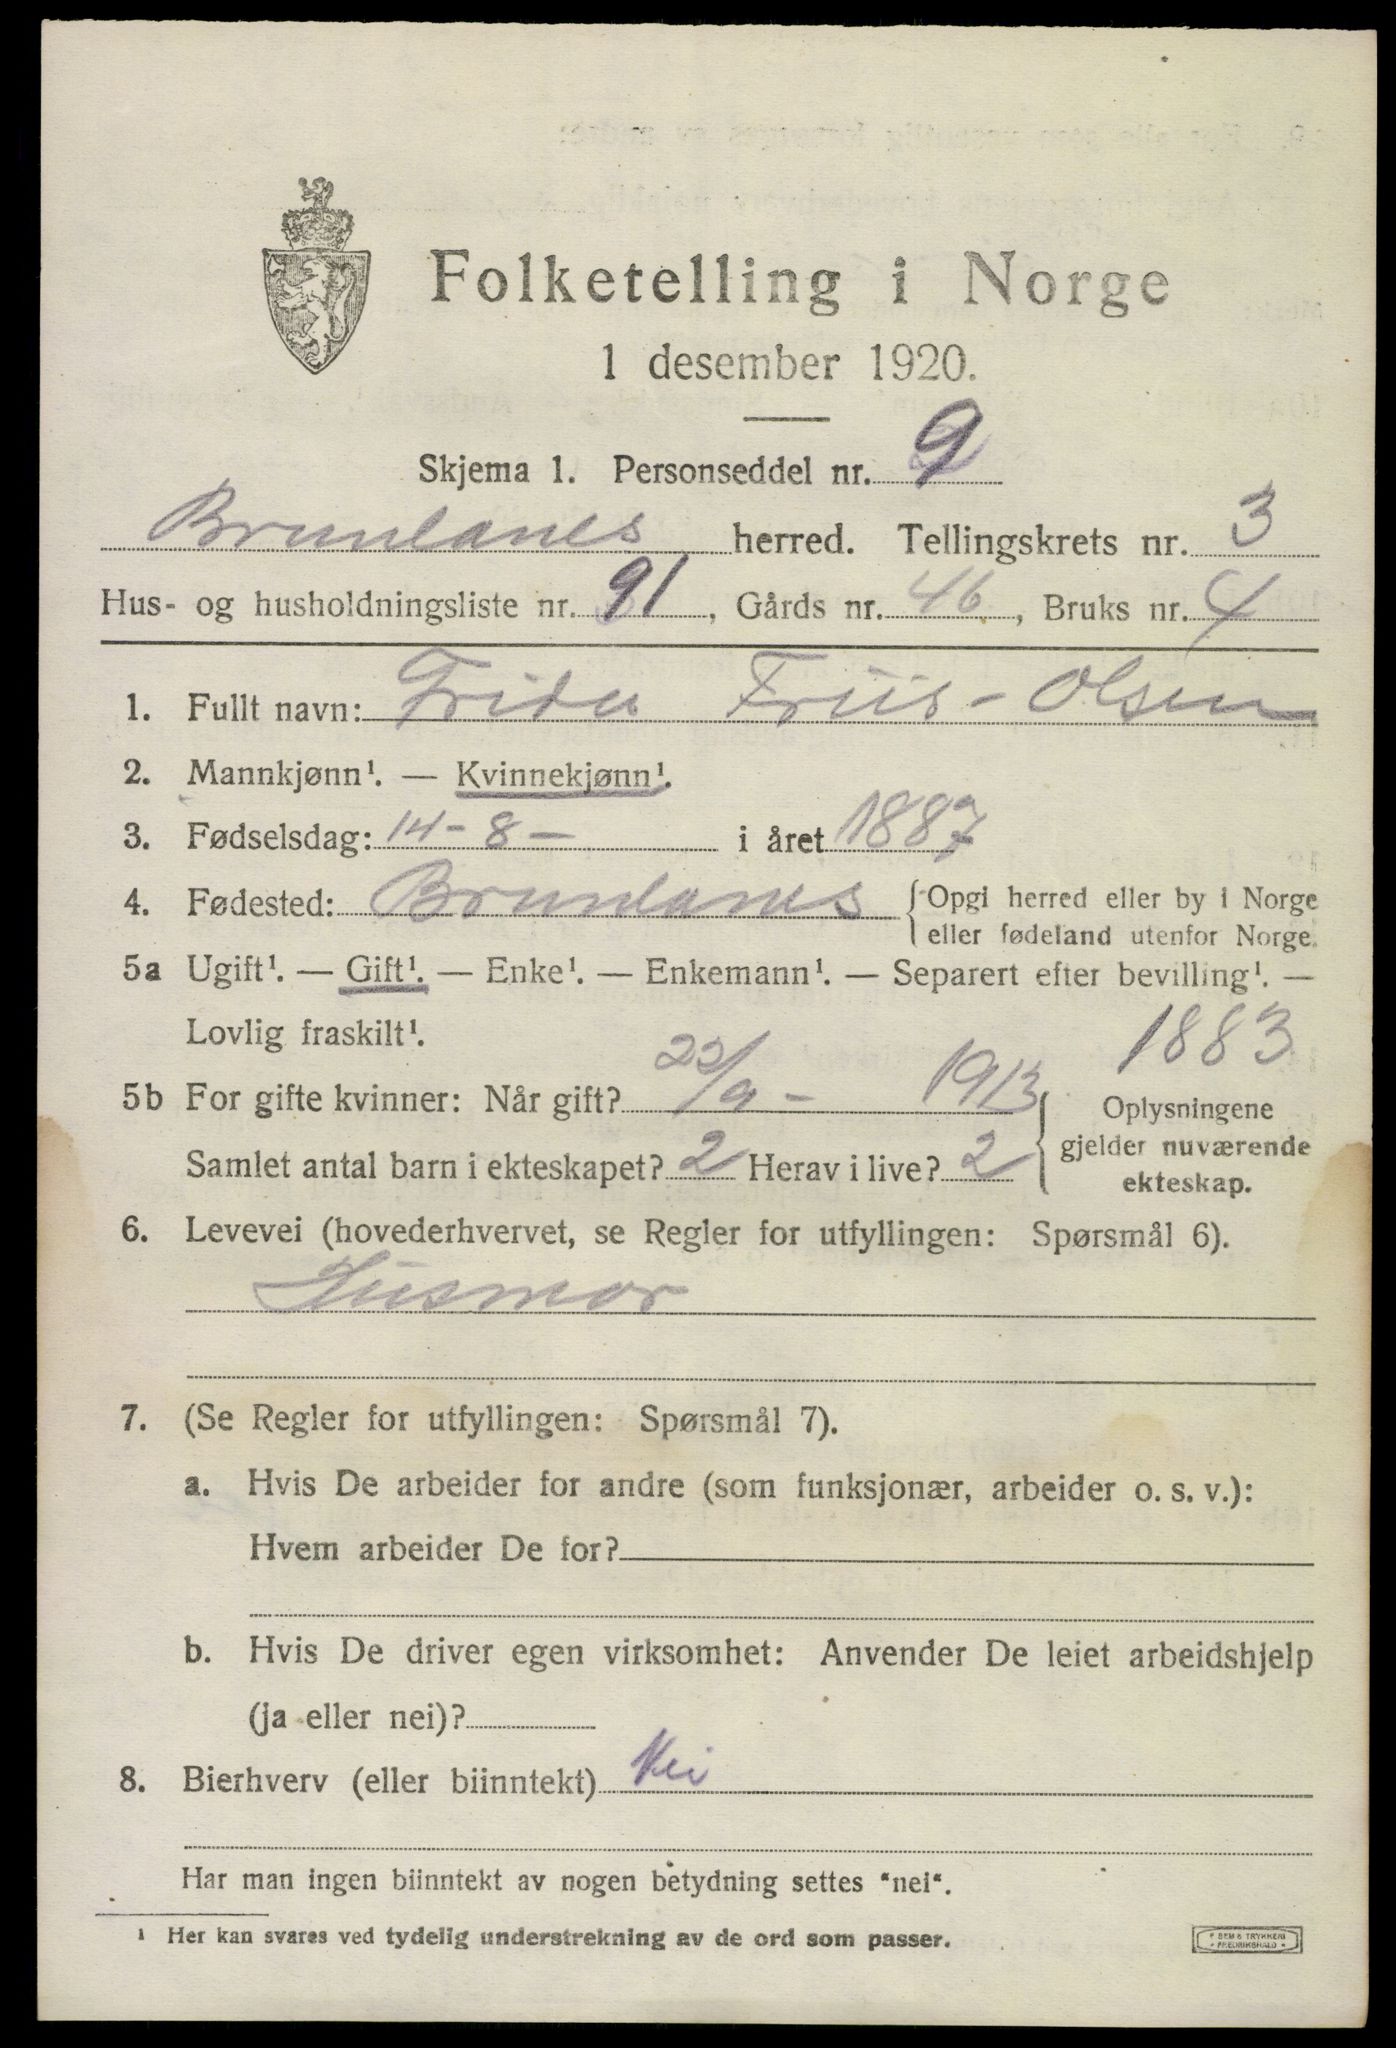 Folketelling i Norge
1 desember 1920.
Skjema 1. Personseddel nr. 9
Brunlanes herred. Tellingskrets nr. 3
Hus- og husholdningsliste nr. 91, Gårds nr. 46, Bruks nr. 4
1. Fullt navn: Frida Friis-Olsen
2. Mannkjønn¹. — Kvinnekjønn¹.
3. Fødselsdag: 14-8- i året 1887
4. Fødested: Brunlanes {Opgi herred eller by i Norge
eller fødeland utenfor Norge.
5a Ugift¹. — Gift¹. — Enke¹. — Enkemann¹. — Separert efter bevilling¹. —
Lovlig fraskilt¹. 1883
5b For gifte kvinner: Når gift? 22/9 - 1913 { Oplysningene
gjelder nuværende
Samlet antal barn i ekteskapet? 2 Herav i live? 2
ekteskap.
6. Levevei (hovederhvervet, se Regler for utfyllingen: Spørsmål 6).
Husmor
7. (Se Regler for utfyllingen: Spørsmål 7).
a. Hvis De arbeider for andre (som funksjonær, arbeider o. s. v.):
Hvem arbeider De for?
b. Hvis De driver egen virksomhet: Anvender De leiet arbeidshjelp
(ja eller nei)?
8. Bierhverv (eller biinntekt) Nei
Har man ingen biinntekt av nogen betydning settes "nei".
¹ Her kan svares ved tydelig understrekning av de ord som passer.
SEM & TRYKKERI
FREDRIKSHALD